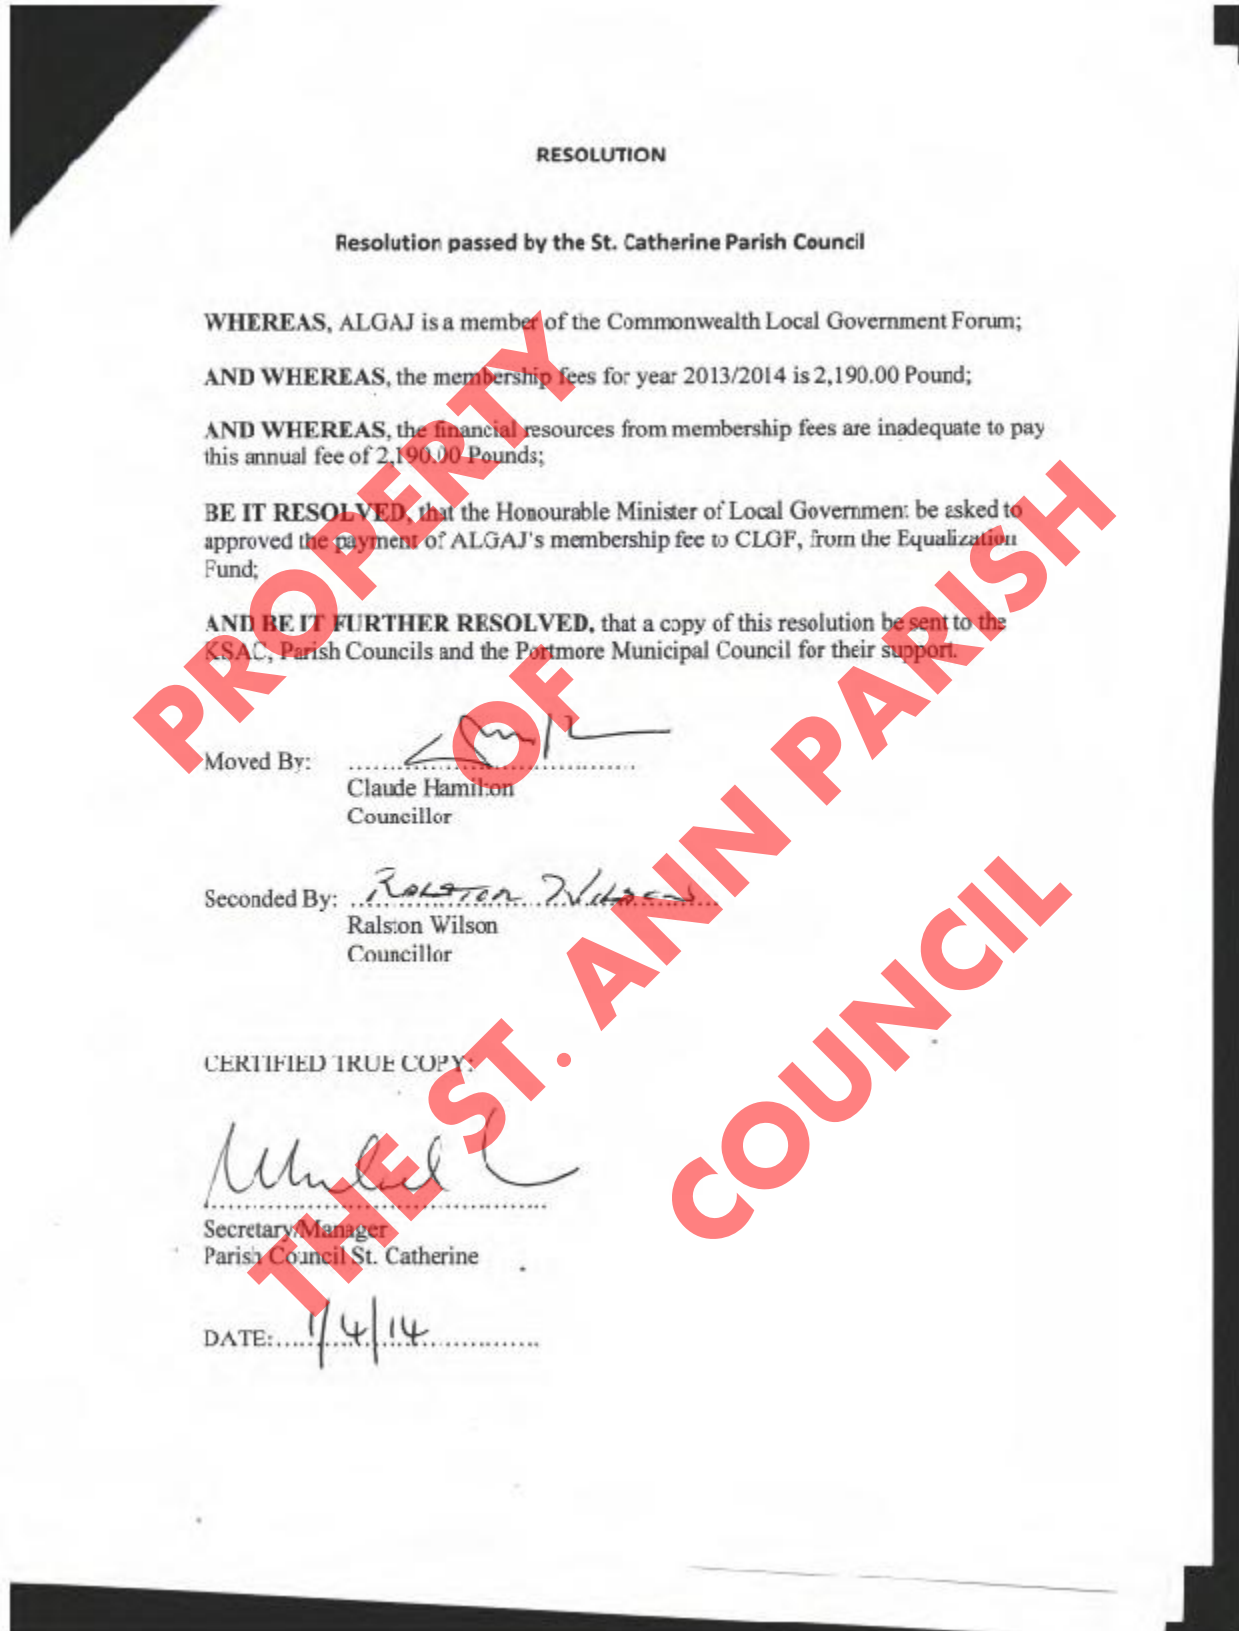 RESOLUTION
Resolution passed by the St. Catherine Parish Council
WHEREAS, ALGAJ is a member of the Commonwealth Local Government Forum;
AND WHEREAS, the membership fees for year 2013/2014 is 2,190.00 Pound;
AND WHEREAS, the financial resources from membership fees are inadequate to pay
this annual fee of 2,190.00 Pounds;
BE IT RESOLVED, that the Honourable Minister of Local Government be asked to
approved the payment of ALGAJ's membership fee to CLGF, from the Equalization
Fund;
AND BE IT FURTHER RESOLVED, that a copy of this resolution be sent to the
KSAC, Parish Councils and the Portmore Municipal Council for their support.
Moved By:
Claude Hamilton
Councillor
Seconded By: Ralston Wilson
Ralston Wilson
Councillor
CERTIFIED TRUE COPY:
Secretary/Manager
Parish Council St. Catherine
DATE: 1/4/14
PROPERTY
OF
THE ST. ANN PARISH
COUNCIL